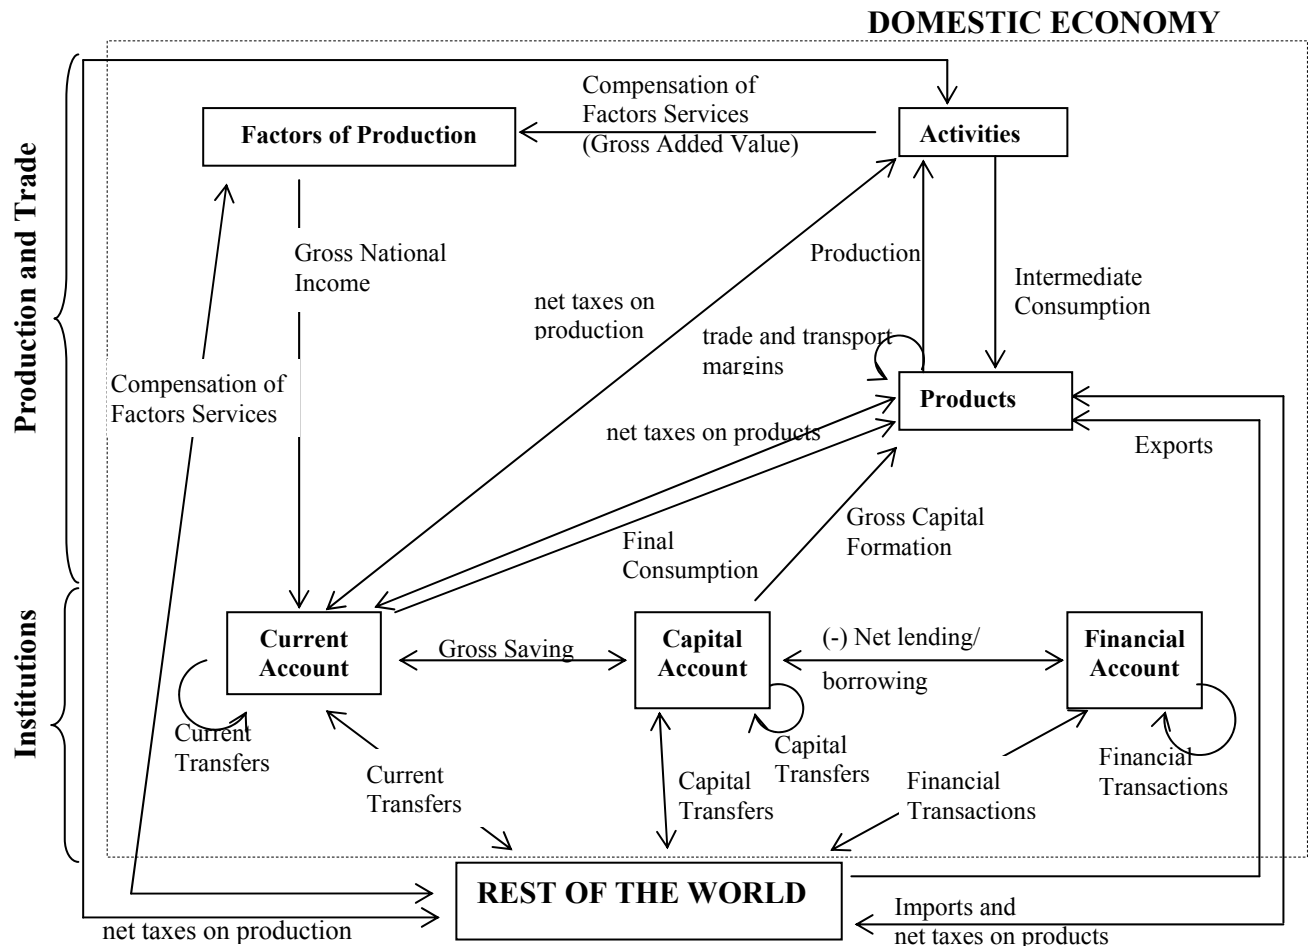 DOMESTIC ECONOMY
Production and Trade
Institutions
Compensation of
Factors Services
(Gross Added Value)
Factors of Production
Activities
Gross National
Income
Production
Intermediate
Consumption
net taxes on
production
trade and transport
margins
Compensation of
Factors Services
Products
net taxes on products
Exports
Gross Capital
Formation
Final
Consumption
Current
Account
Gross Saving
Capital
Account
(-) Net lending/
borrowing
Financial
Account
Current
Transfers
Current
Transfers
Capital
Transfers
Capital
Transfers
Financial
Transactions
Financial
Transactions
REST OF THE WORLD
net taxes on production
Imports and
net taxes on products